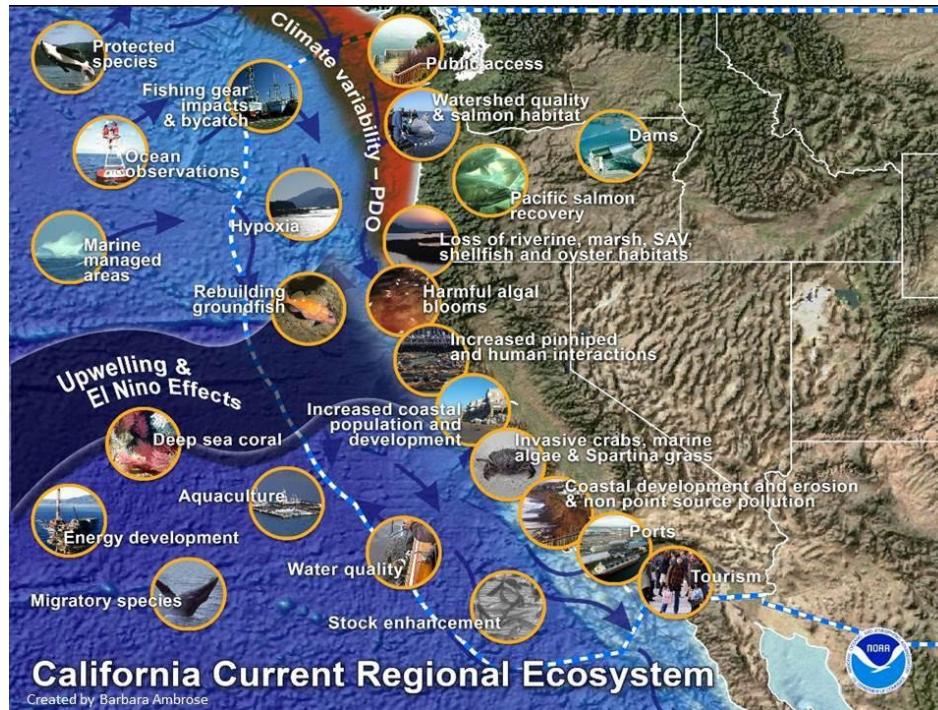 Protected
species
Climate variability – PDO
Public access
Fishing gear
impacts
& bycatch
Watershed quality
& salmon habitat
Dams
Ocean
observations
Pacific salmon
recovery
Hypoxia
Marine
managed
areas
Loss of riverine, marsh, SAV,
shellfish and oyster habitats
Rebuilding
groundfish
Harmful algal
blooms
Increased pinniped
and human interactions
Upwelling &
El Nino Effects
Increased coastal
population and
development
Deep sea coral
Invasive crabs, marine
algae & Spartina grass
Aquaculture
Coastal development and erosion
& non-point source pollution
Energy development
Ports
Water quality
Tourism
Migratory species
Stock enhancement
NOAA
California Current Regional Ecosystem
Created by Barbara Ambrose